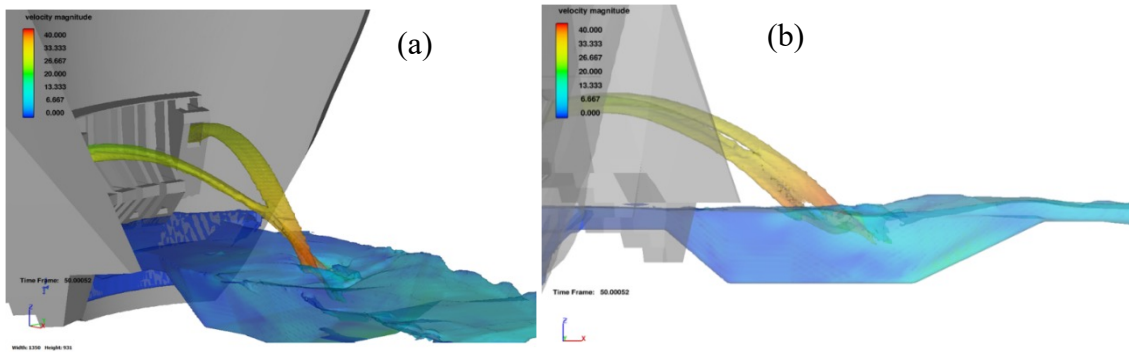 velocity magnitude
40.000
33.333
26.667
20.000
13.333
6.667
0.000
(a)
Time Frame: 50.00052
Width: 1350 Height: 931
velocity magnitude
40.000
33.333
26.667
20.000
13.333
6.667
0.000
(b)
Time Frame: 50.00052
z
x